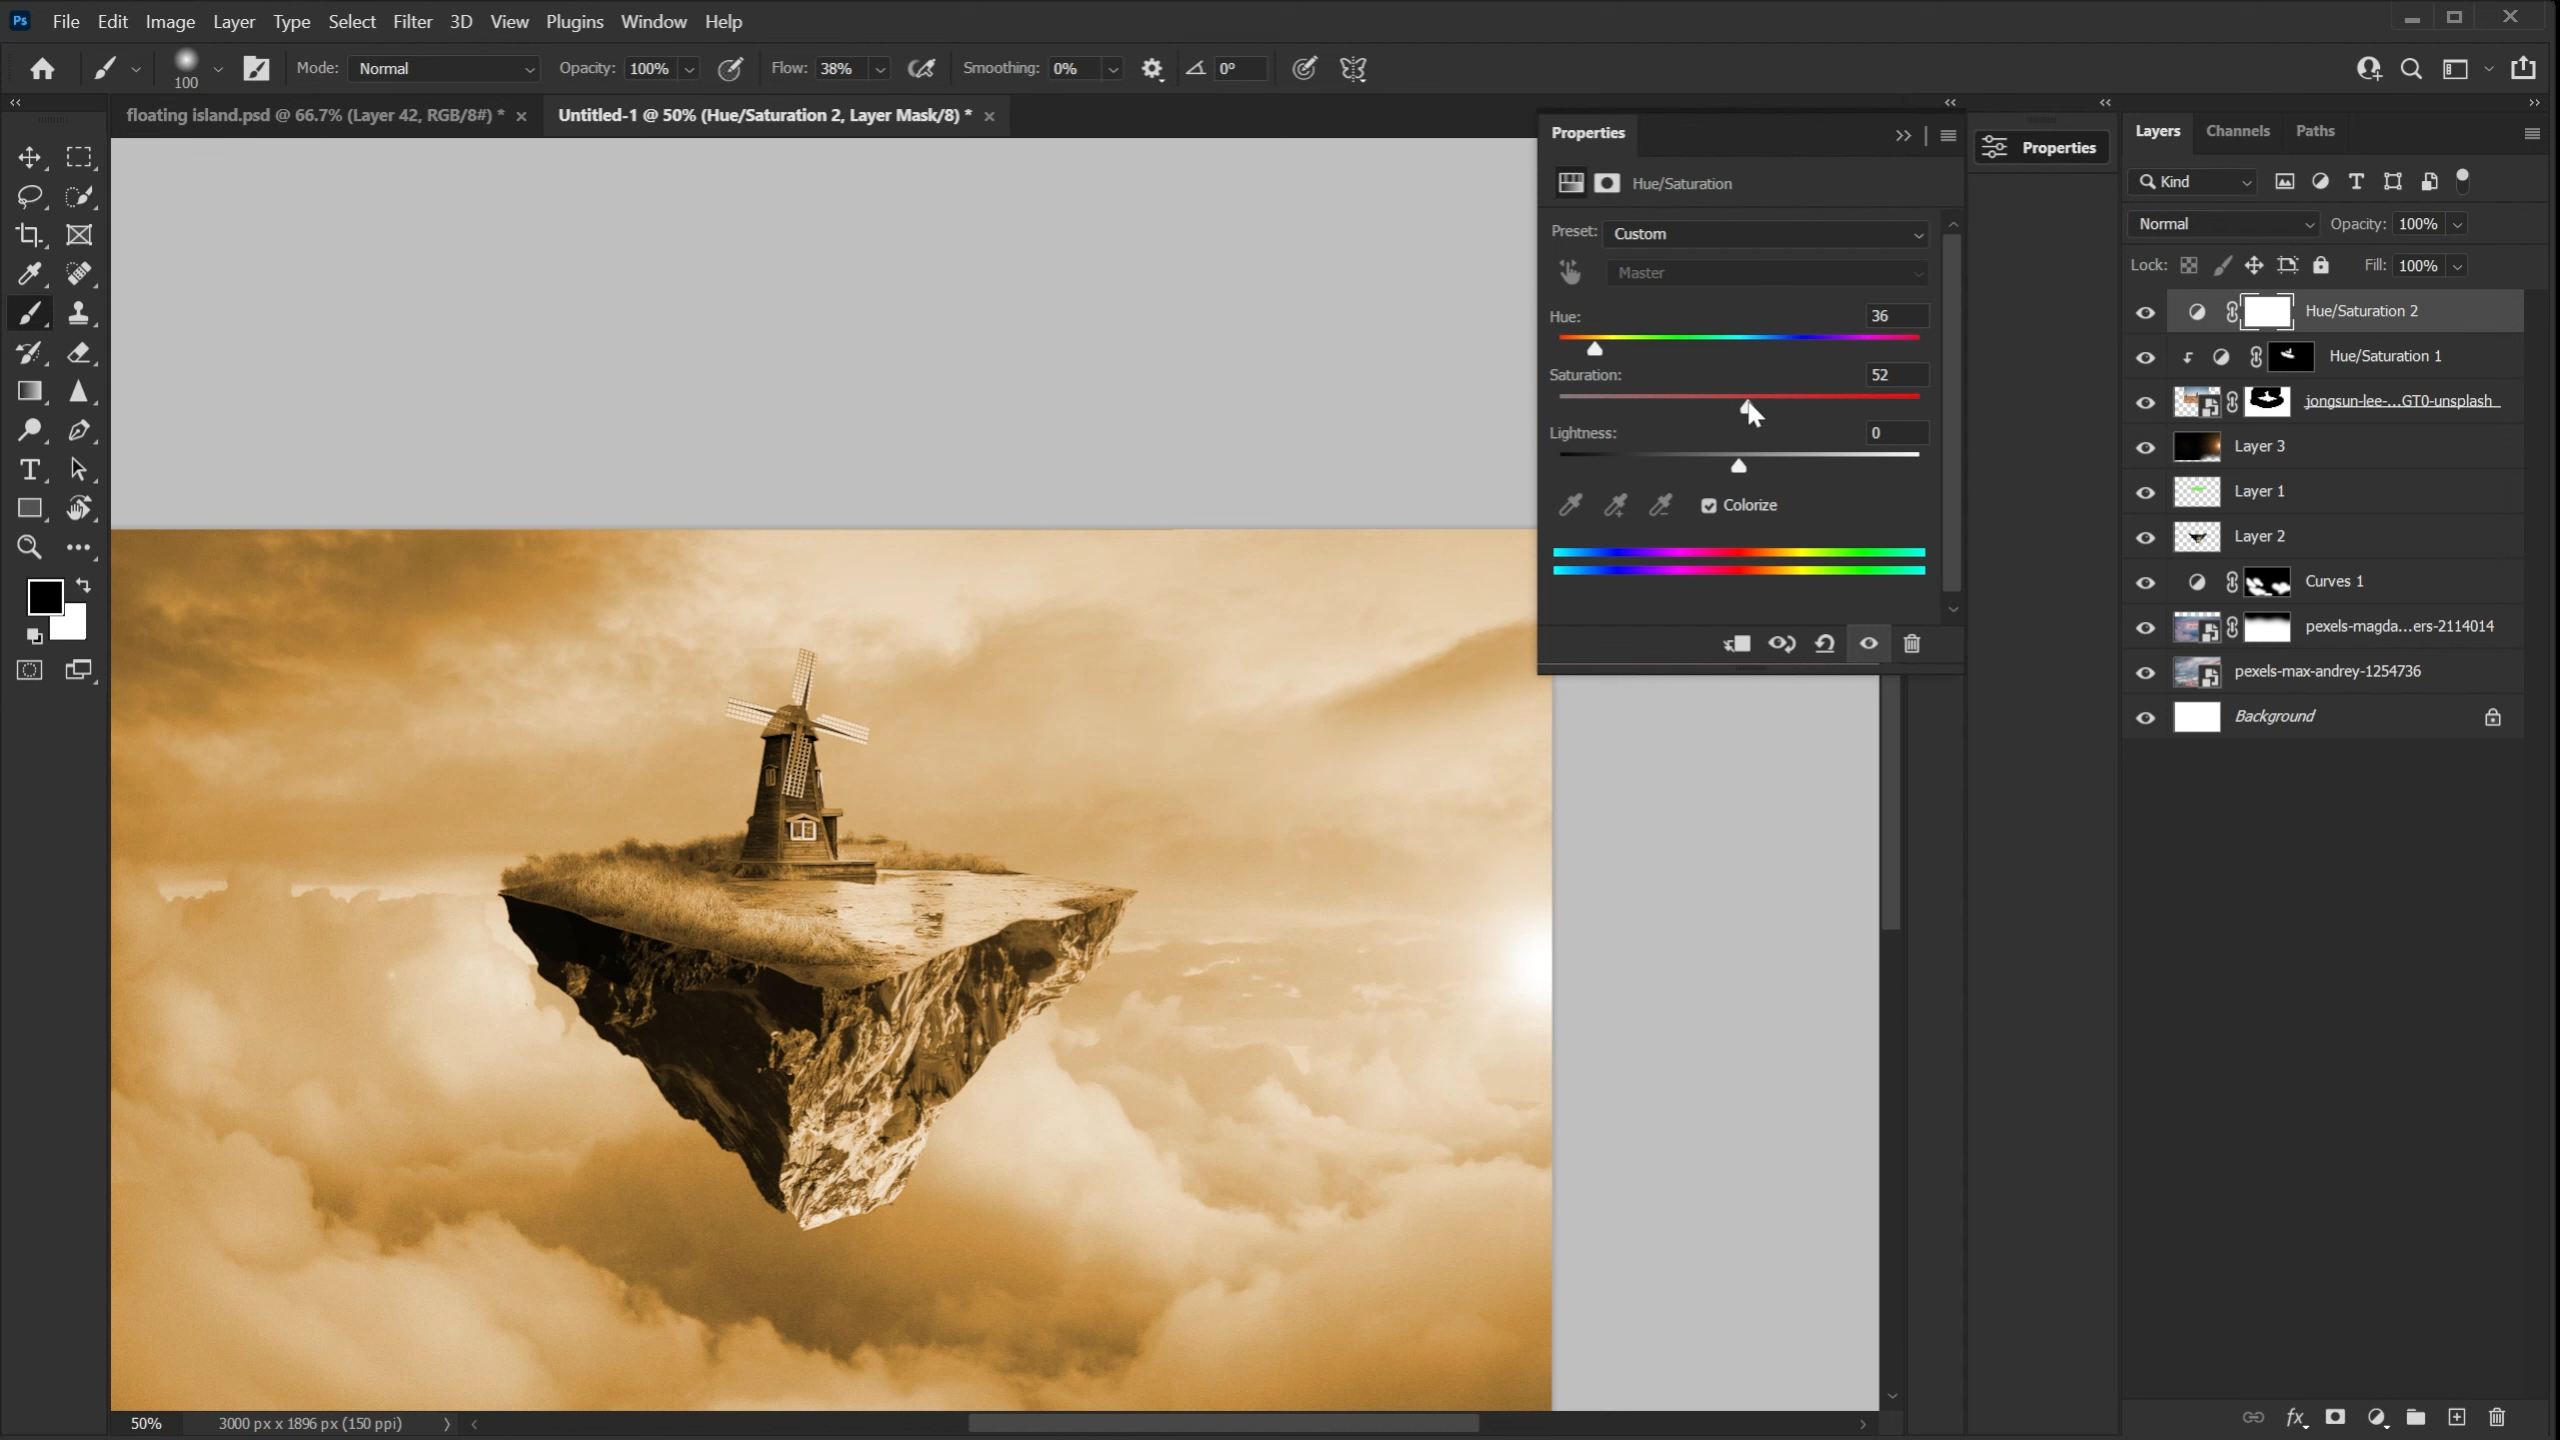 Ps File Edit Image Layer Type Select Filter 3D View Plugins Window Help
100 Mode: Normal Opacity: 100% Flow: 38% Smoothing: 0% 0°
floating island.psd @ 66.7% (Layer 42, RGB/8#) * Untitled-1 @ 50% (Hue/Saturation 2, Layer Mask/8) *
Properties
Hue/Saturation
Preset: Custom
Master
Hue: 36
Saturation: 52
Lightness: 0
Colorize
Properties
Layers Channels Paths
Kind
Normal Opacity: 100%
Lock: Fill: 100%
Hue/Saturation 2
Hue/Saturation 1
jongsun-lee-...GT0-unsplash
Layer 3
Layer 1
Layer 2
Curves 1
pexels-magda...ers-2114014
pexels-max-andrey-1254736
Background
50% 3000 px x 1896 px (150 ppi)
fx